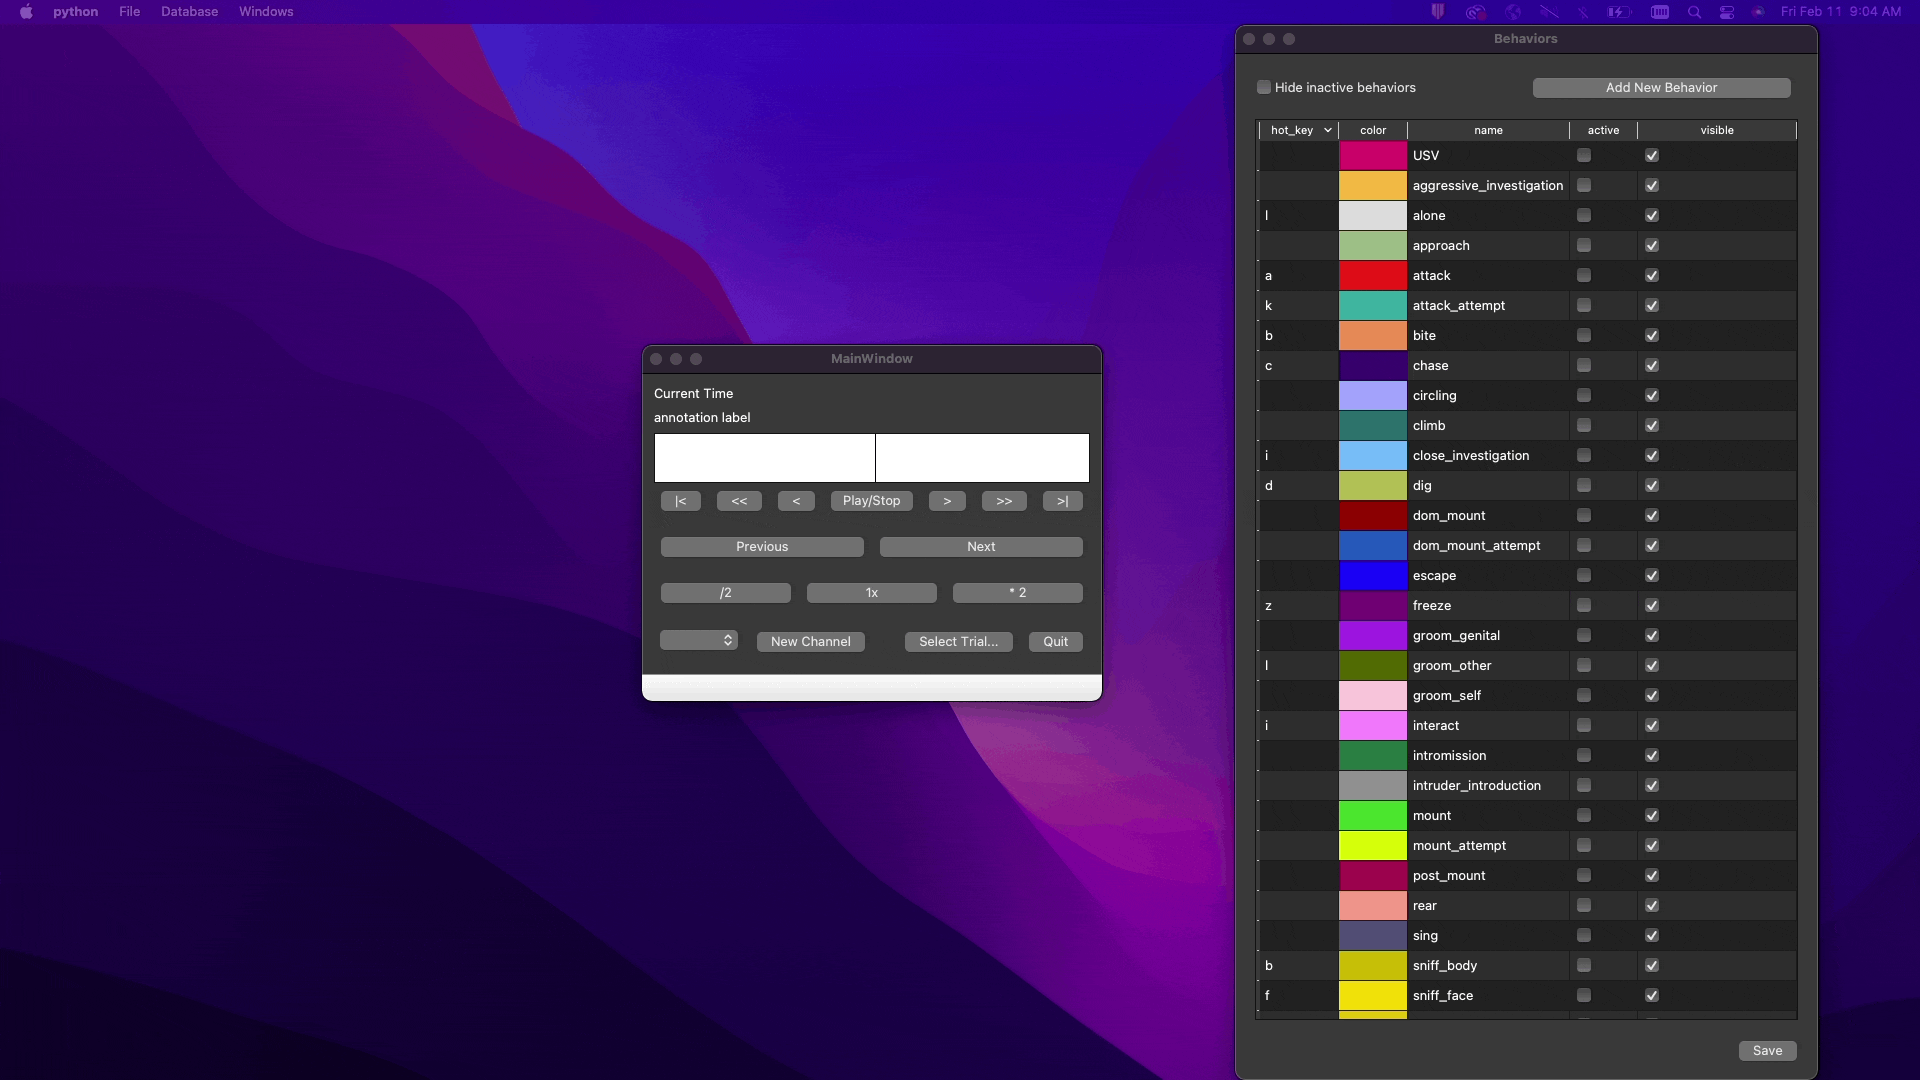 python File Database Windows Fri Feb 11 9:04 AM
Behaviors
Hide inactive behaviors Add New Behavior
hot_key color name active visible
USV
aggressive_investigation
l alone
approach
a attack
k attack_attempt
b bite
c chase
circling
climb
i close_investigation
d dig
dom_mount
dom_mount_attempt
escape
z freeze
groom_genital
l groom_other
groom_self
i interact
intromission
intruder_introduction
mount
mount_attempt
post_mount
rear
sing
b sniff_body
f sniff_face
Save
MainWindow
Current Time
annotation label
|< << < Play/Stop > >> >|
Previous Next
/2 1x * 2
New Channel Select Trial... Quit